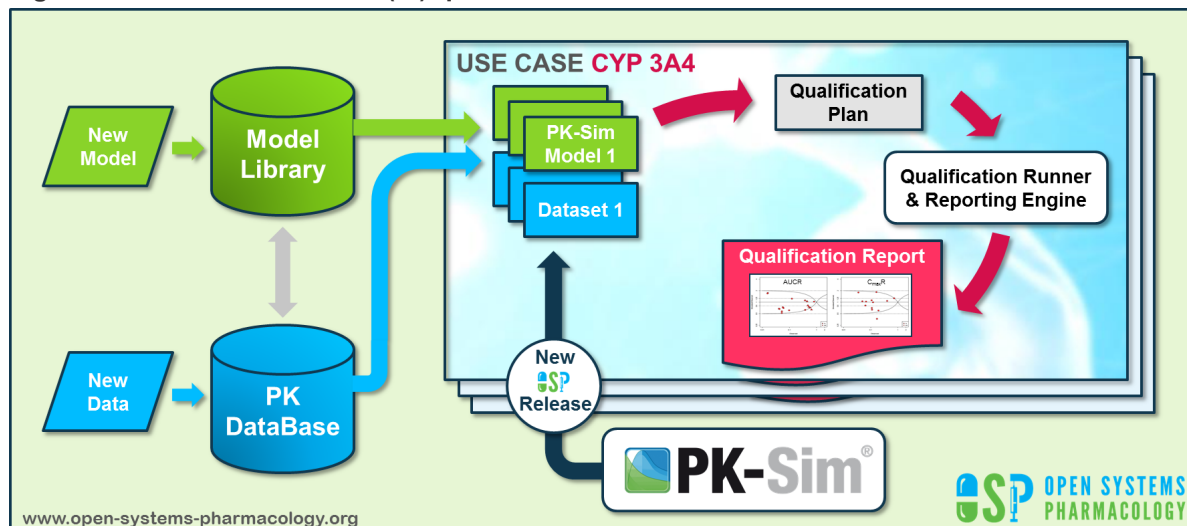 USE CASE CYP 3A4
New
Model
Model
Library
PK-Sim
Model 1
Dataset 1
Qualification
Plan
Qualification Runner
& Reporting Engine
Qualification Report
AUCR
CmaxR
New
Data
PK
DataBase
New
OSP
Release
PK-Sim®
OPEN SYSTEMS
PHARMACOLOGY
www.open-systems-pharmacology.org